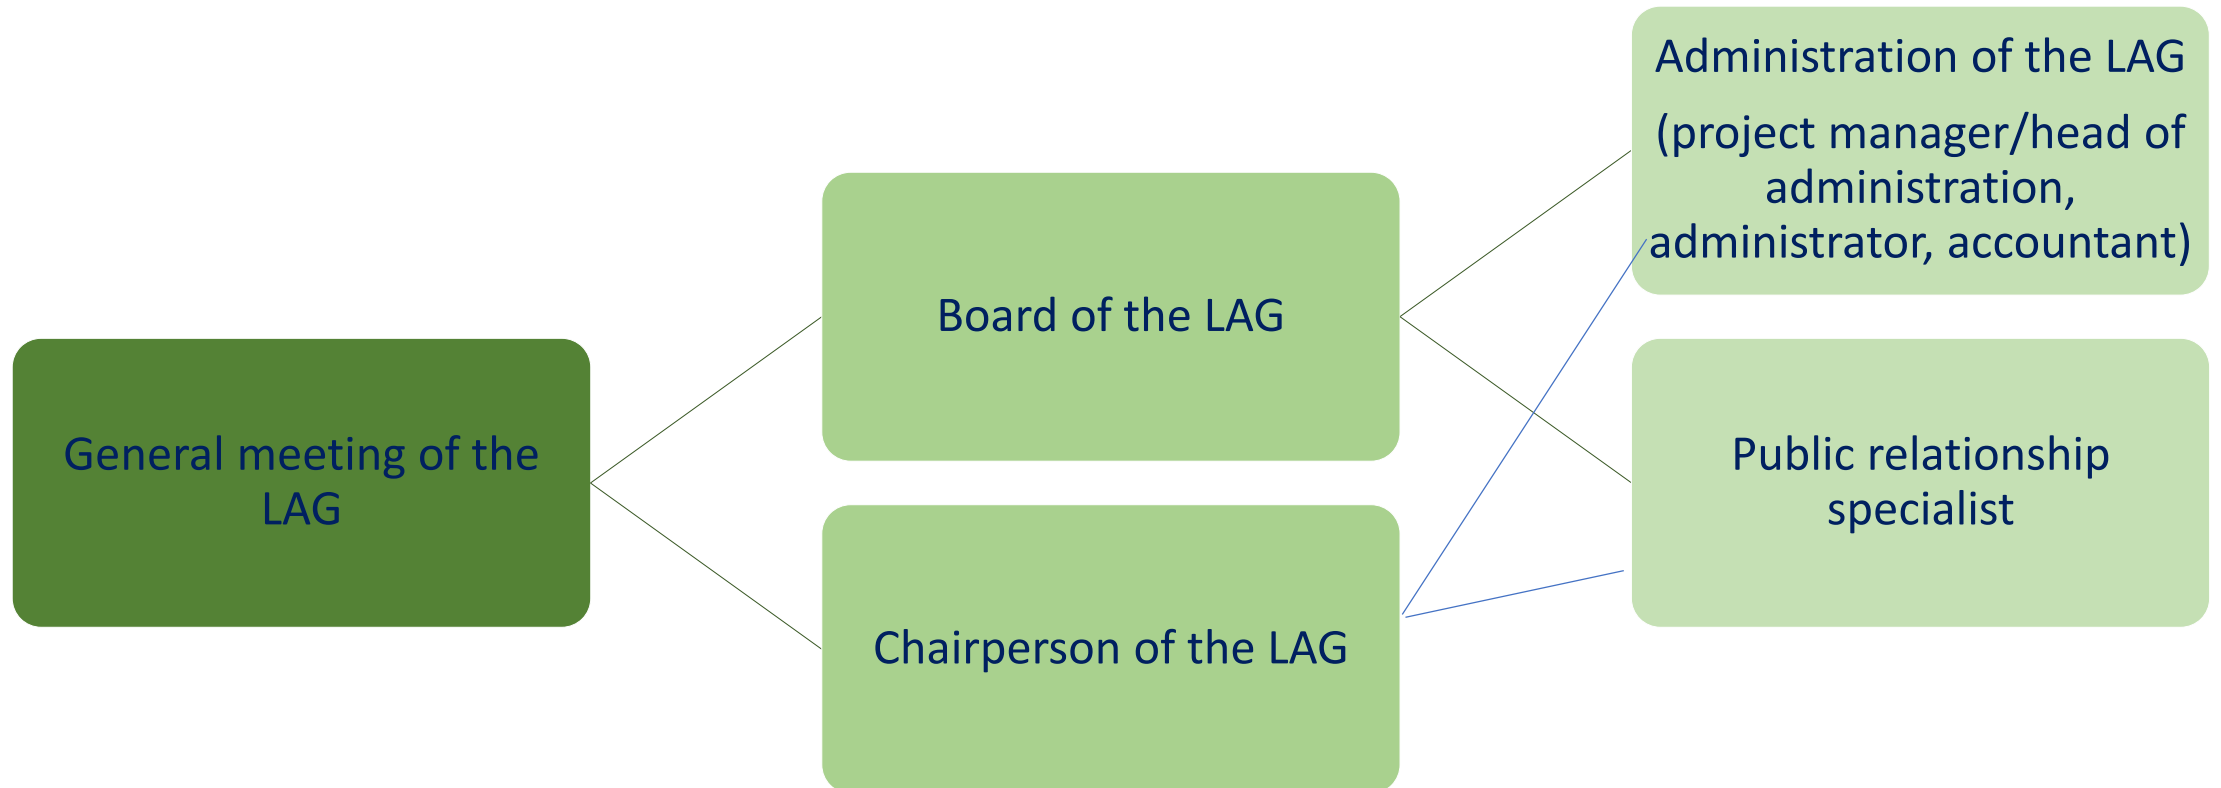 General meeting of the
LAG
Board of the LAG
Chairperson of the LAG
Administration of the LAG
(project manager/head of
administration,
administrator, accountant)
Public relationship
specialist